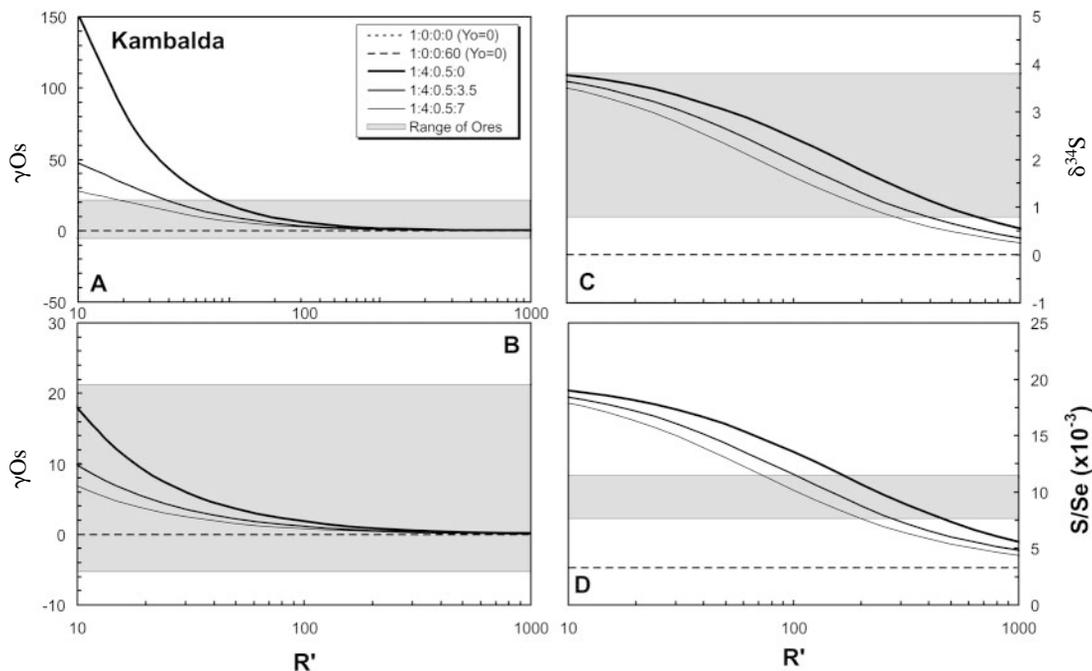 Kambalda
1:0:0:0 (Yo=0)
1:0:0:60 (Yo=0)
1:4:0.5:0
1:4:0.5:3.5
1:4:0.5:7
Range of Ores
150
100
50
0
-50
γOs
A
10
100
1000
5
4
3
2
1
0
-1
δ³⁴S
C
30
20
10
0
-10
γOs
B
10
100
1000
R'
25
20
15
10
5
0
S/Se (x10⁻³)
D
10
100
1000
R'